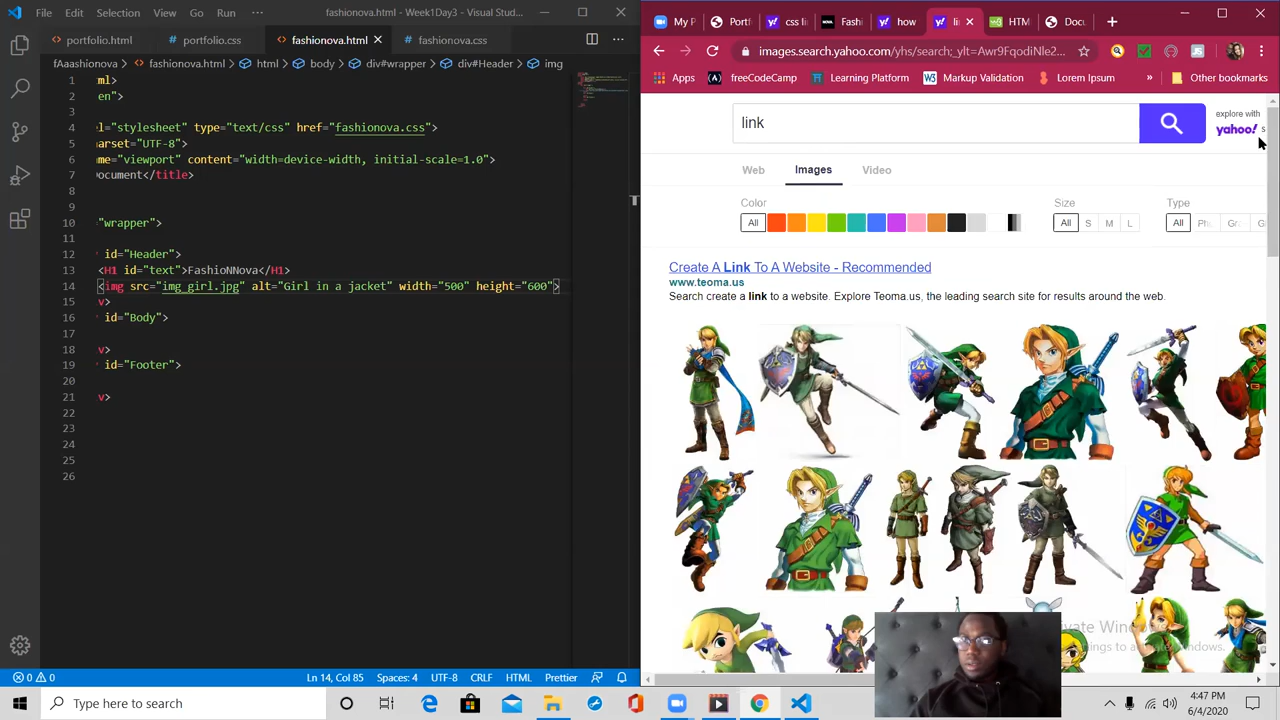 File Edit Selection View Go Run ··· fashionova.html - Week1Day3 - Visual Stu...
portfolio.html portfolio.css fashionova.html fashionova.css
fAaashionova > fashionova.html > html > body > div#wrapper > div#Header > img
1 ml>
2 en">
3
4 l="stylesheet" type="text/css" href="fashionova.css">
5 arset="UTF-8">
6 me="viewport" content="width=device-width, initial-scale=1.0">
7 Document</title>
8
9
10 "wrapper">
11
12 id="Header">
13 <H1 id="text">FashioNNova</H1>
14 <img src="img_girl.jpg" alt="Girl in a jacket" width="500" height="600">
15 v>
16 id="Body">
17
18 v>
19 id="Footer">
20
21 v>
22
23
24
25
26
0 0 Ln 14, Col 85 Spaces: 4 UTF-8 CRLF HTML Prettier
My P Portf css li Fashi how li HTM Docu
images.search.yahoo.com/yhs/search;_ylt=Awr9FqodiNle2...
Apps freeCodeCamp Learning Platform Markup Validation Lorem Ipsum » Other bookmarks
link
explore with
yahoo! s
Web Images Video
Color Size Type
All All S M L All
Create A Link To A Website - Recommended
www.teoma.us
Search create a link to a website. Explore Teoma.us, the leading search site for results around the web.
Type here to search
4:47 PM
6/4/2020